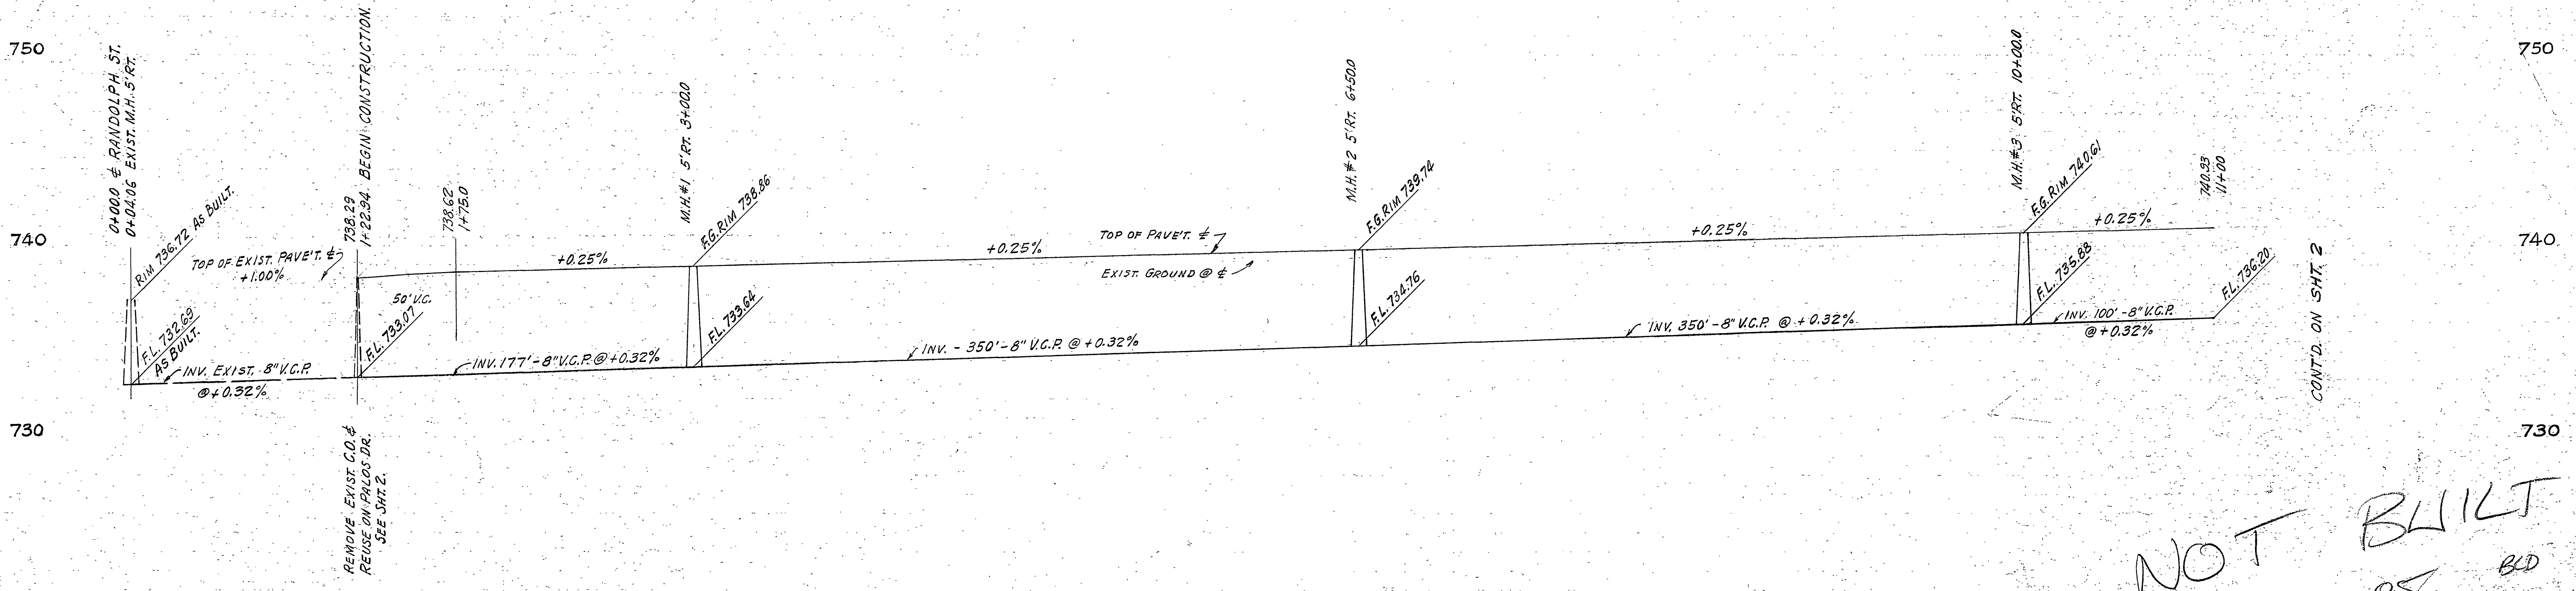 750
740
730
0+00.0 ℄ RANDOLPH ST.
0+04.06 EXIST. M.H. 5' RT.
RIM 736.72 AS BUILT.
F.L. 732.69
AS BUILT.
TOP OF EXIST. PAVE'T. ℄
+1.00%
INV. EXIST. 8" V.C.P.
@+0.32%
738.29
1+22.94 BEGIN CONSTRUCTION.
50' V.C.
F.L. 733.07
REMOVE EXIST. C.O. &
REUSE ON PALOS DR.
SEE SHT. 2.
738.62
1+75.0
+0.25%
INV. 177' - 8" V.C.P. @ +0.32%
M.H. #1 5' RT. 3+00.0
F.G. RIM 738.86
F.L. 733.64
+0.25%
TOP OF PAVE'T. ℄
EXIST. GROUND @ ℄
INV. - 350' - 8" V.C.P. @ +0.32%
M.H. #2 5' RT. 6+50.0
F.G. RIM 739.74
F.L. 734.76
+0.25%
INV. 350' - 8" V.C.P. @ +0.32%
M.H. #3 5' RT. 10+00.0
F.G. RIM 740.61
F.L. 735.88
+0.25%
INV. 100' - 8" V.C.P.
@ +0.32%
740.93
11+00
F.L. 736.20
CONT'D. ON SHT. 2
750
740
730
NOT BUILT
BCD